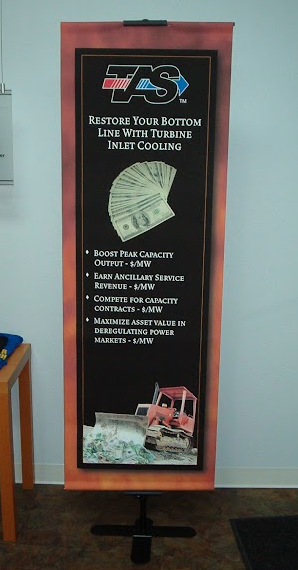 TAS
TM
RESTORE YOUR BOTTOM
LINE WITH TURBINE
INLET COOLING
♦ BOOST PEAK CAPACITY
OUTPUT - $/MW
♦ EARN ANCILLARY SERVICE
REVENUE - $/MW
♦ COMPETE FOR CAPACITY
CONTRACTS - $/MW
♦ MAXIMIZE ASSET VALUE IN
DEREGULATING POWER
MARKETS - $/MW